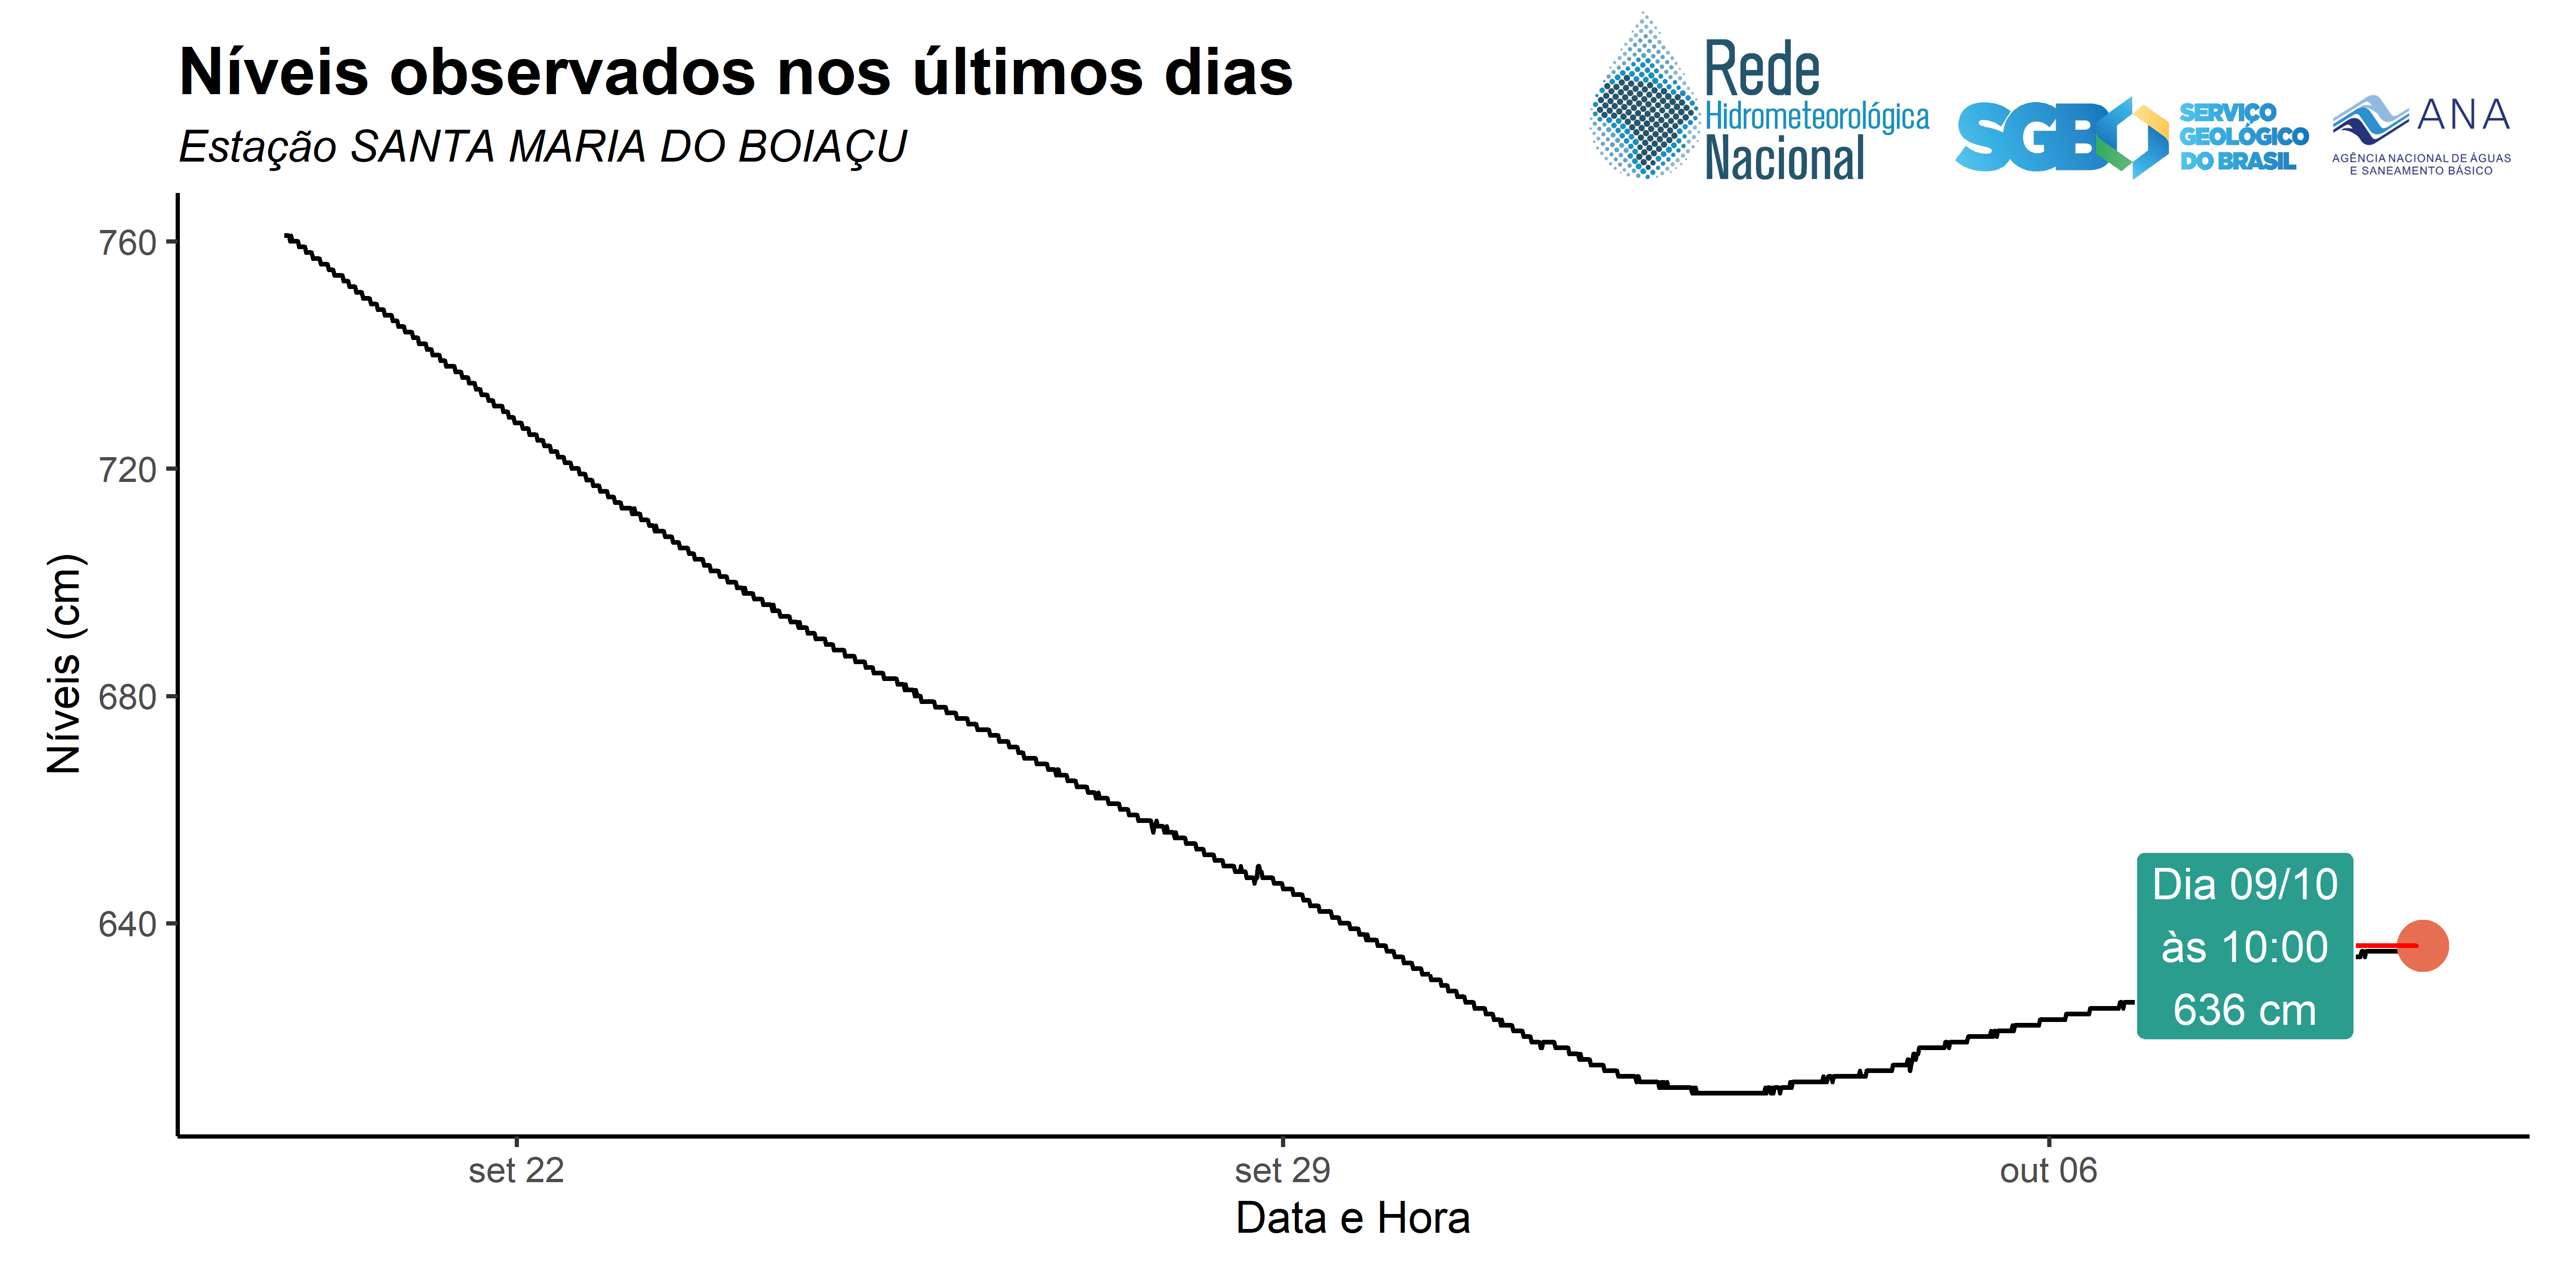 Níveis observados nos últimos dias
Estação SANTA MARIA DO BOIAÇU
Rede
Hidrometeorológica
Nacional
SGB
SERVIÇO
GEOLÓGICO
DO BRASIL
ANA
AGÊNCIA NACIONAL DE ÁGUAS
E SANEAMENTO BÁSICO
760
720
680
640
Níveis (cm)
Dia 09/10
às 10:00
636 cm
set 22
set 29
out 06
Data e Hora